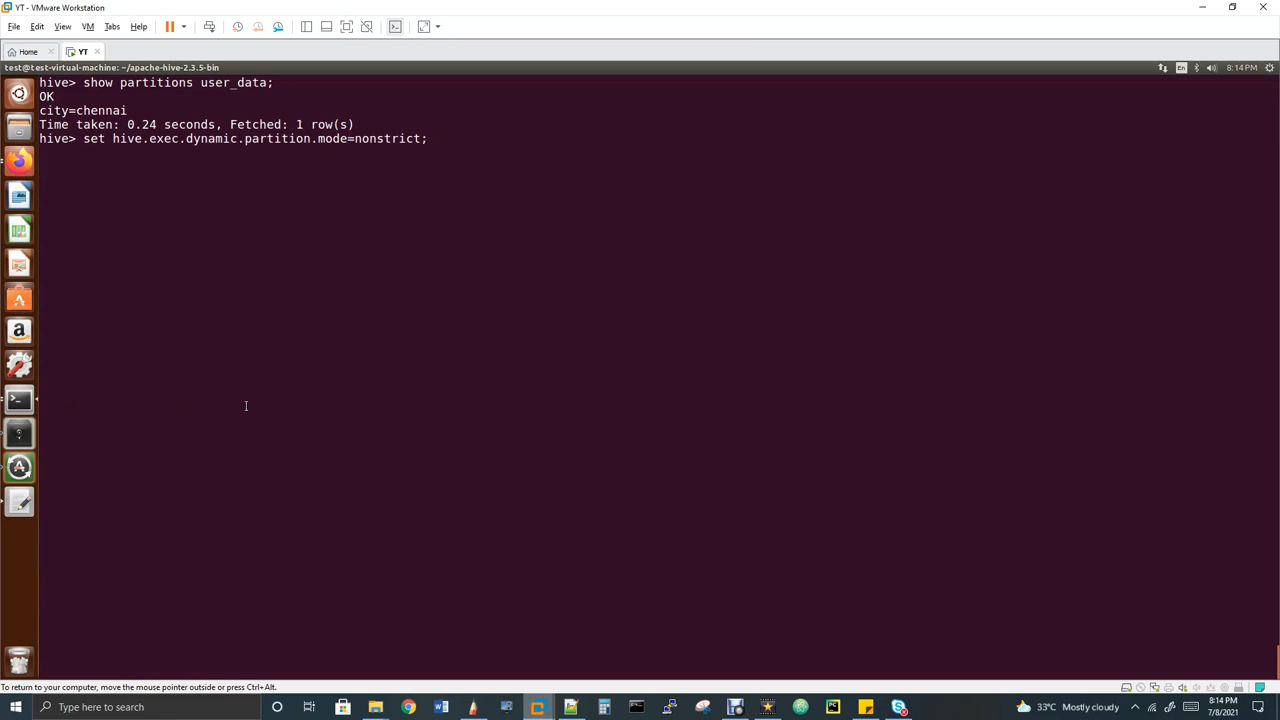 YT - VMware Workstation
File Edit View VM Tabs Help
Home YT
test@test-virtual-machine: ~/apache-hive-2.3.5-bin
En 8:14 PM
hive> show partitions user_data;
OK
city=chennai
Time taken: 0.24 seconds, Fetched: 1 row(s)
hive> set hive.exec.dynamic.partition.mode=nonstrict;
To return to your computer, move the mouse pointer outside or press Ctrl+Alt.
Type here to search
33°C Mostly cloudy
8:14 PM
7/8/2021